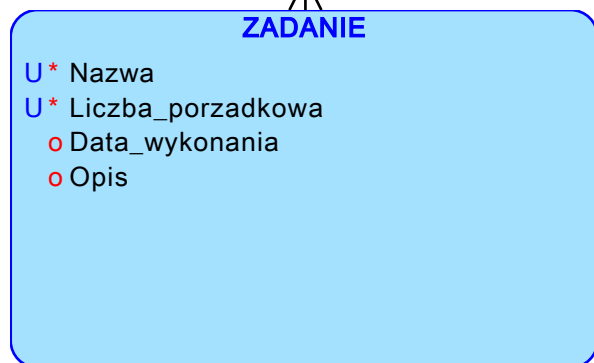 ZADANIE
U * Nazwa
U * Liczba_porzadkowa
o Data_wykonania
o Opis